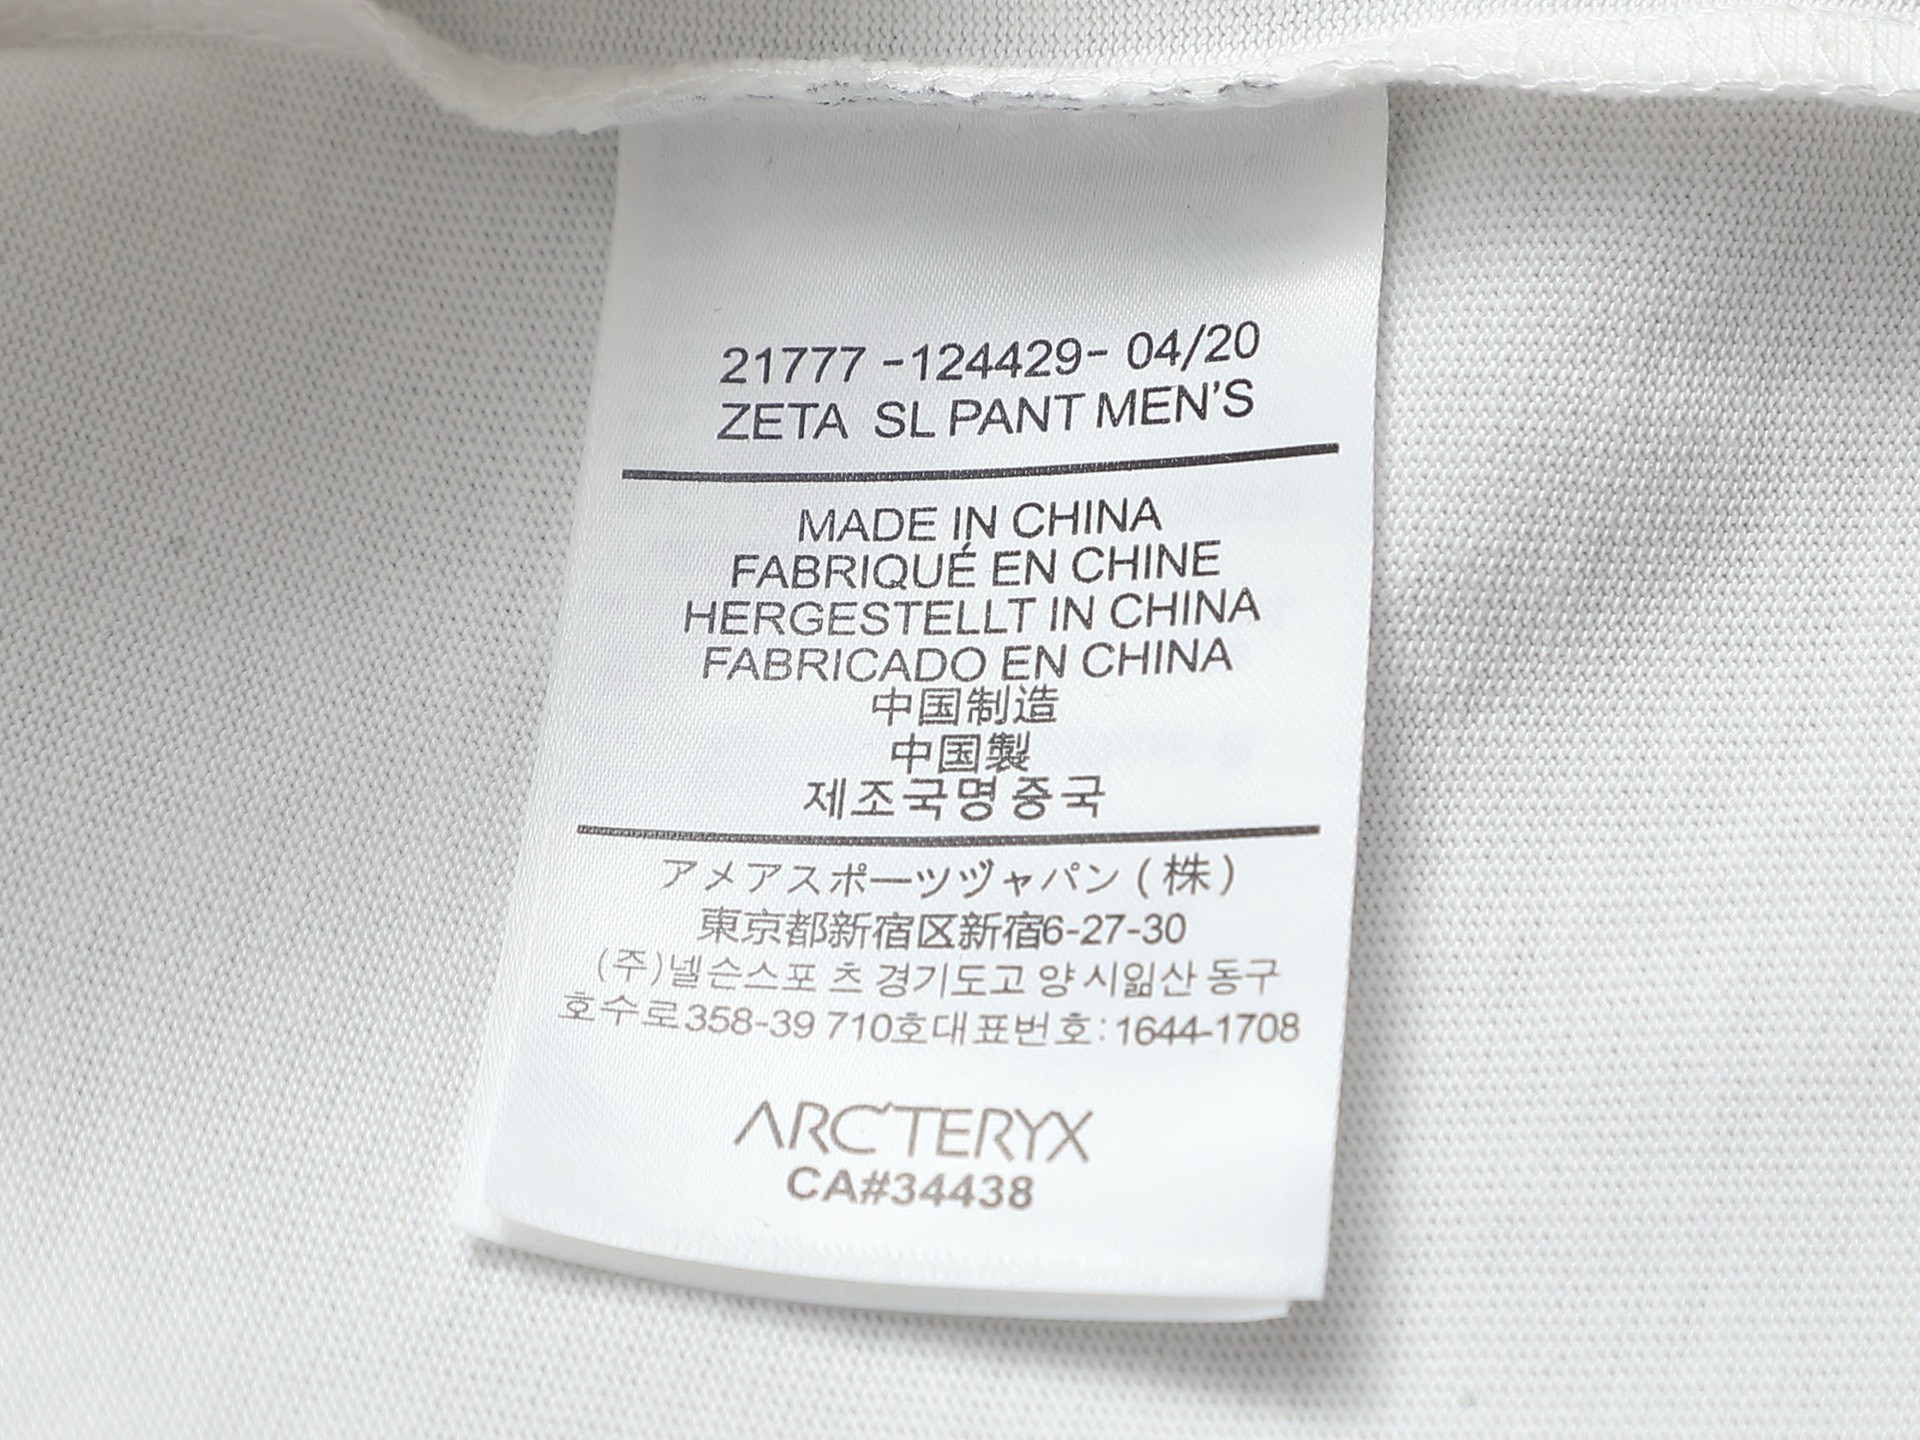 21777 -124429- 04/20
ZETA SL PANT MEN'S
MADE IN CHINA
FABRIQUÉ EN CHINE
HERGESTELLT IN CHINA
FABRICADO EN CHINA
中国制造
中国製
제조국명중국
アメアスポーツヅャパン(株)
東京都新宿区新宿6-27-30
(주)넬슨스포 츠 경기도고 양 시잂산 동구
호수로358-39 710호대표번호:1644-1708
ARC'TERYX
CA#34438